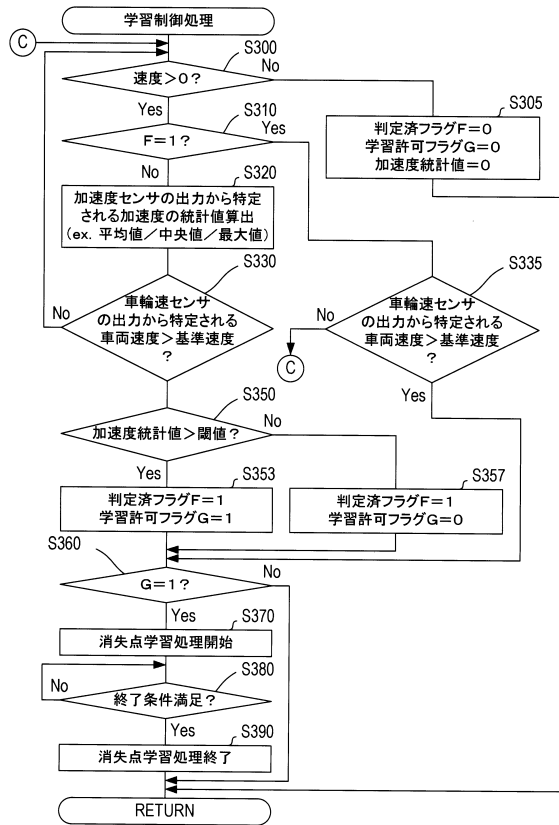 学習制御処理
C
S300
速度＞0？
No
Yes
S310
F＝1？
Yes
No
S305
判定済フラグF＝0
学習許可フラグG＝0
加速度統計値＝0
S320
加速度センサの出力から特定
される加速度の統計値算出
(ex. 平均値／中央値／最大値)
S330
車輪速センサ
の出力から特定される
車両速度＞基準速度
？
No
S335
車輪速センサ
の出力から特定される
車両速度＞基準速度
？
No
C
Yes
S350
加速度統計値＞閾値？
No
Yes
S353
判定済フラグF＝1
学習許可フラグG＝1
S357
判定済フラグF＝1
学習許可フラグG＝0
S360
G＝1？
No
Yes
S370
消失点学習処理開始
S380
終了条件満足？
No
Yes
S390
消失点学習処理終了
RETURN